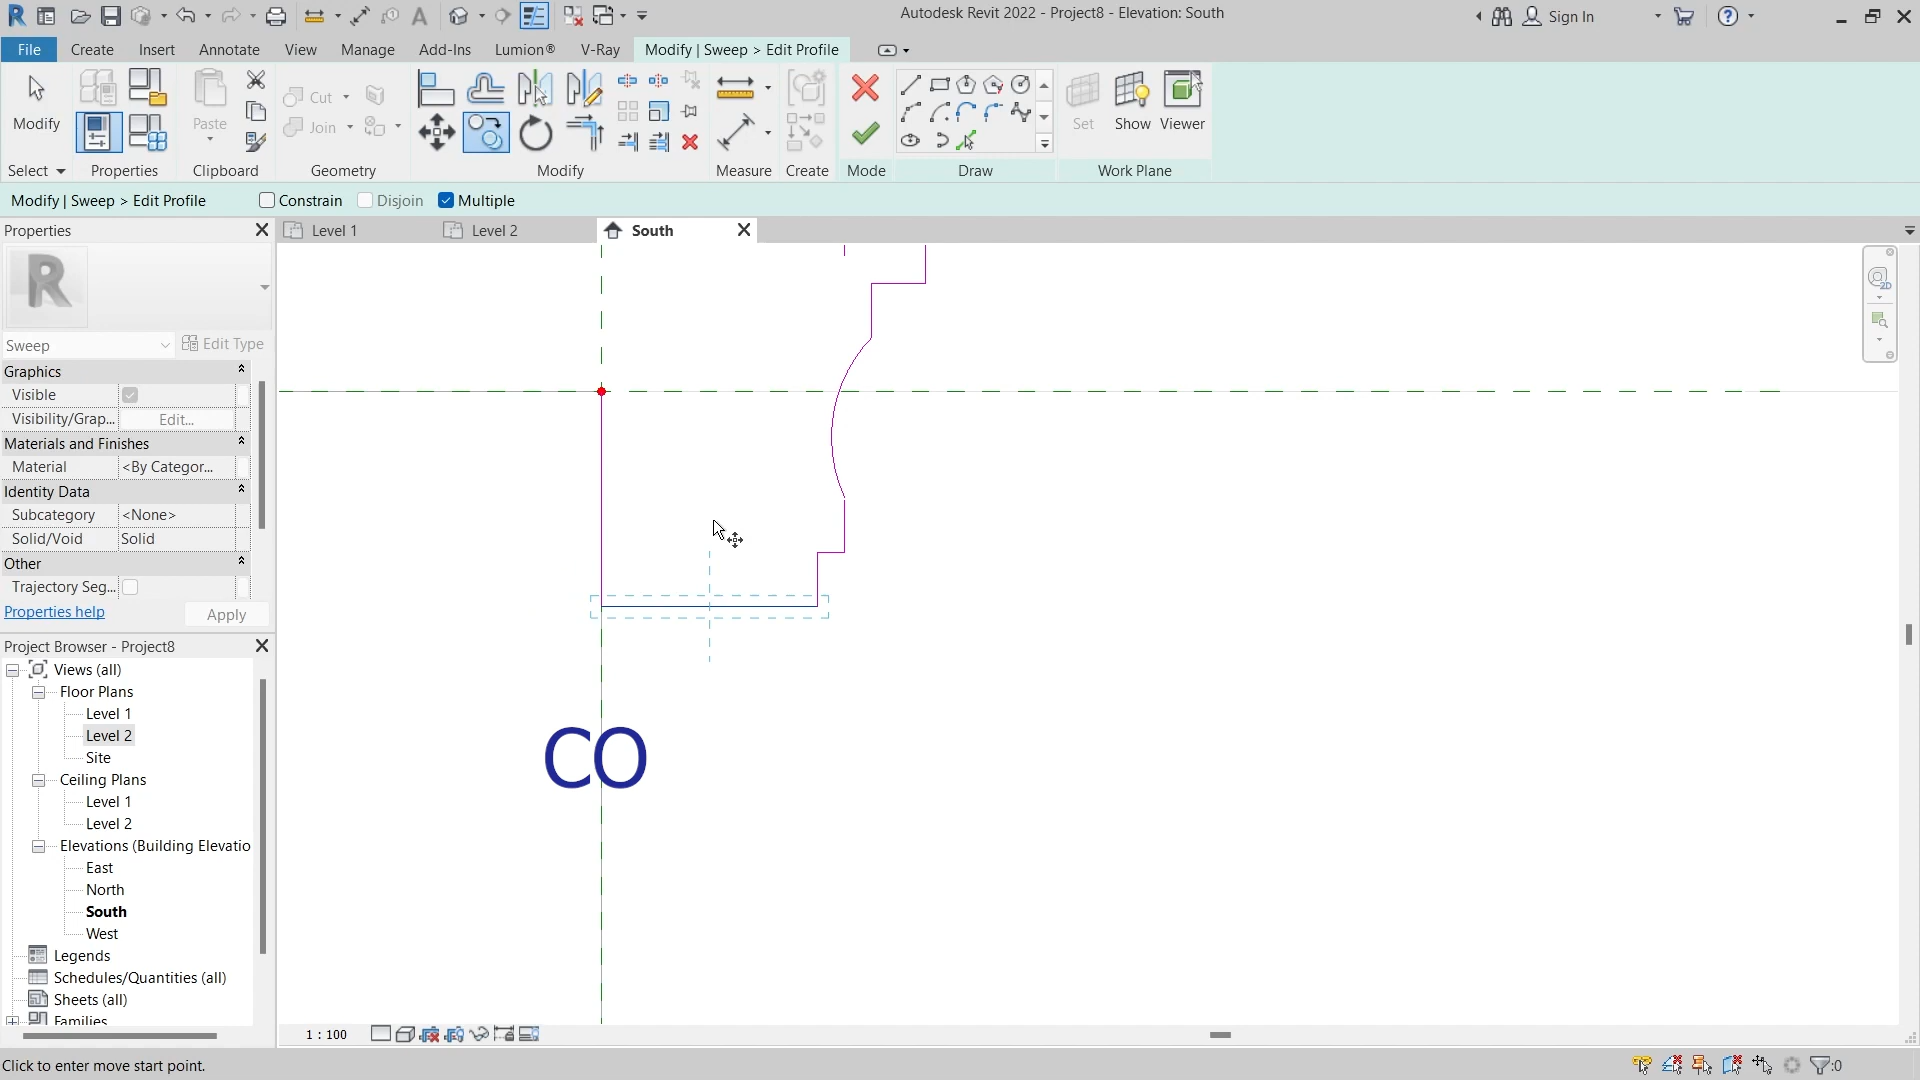 Autodesk Revit 2022 - Project8 - Elevation: South
Sign In
File Create Insert Annotate View Manage Add-Ins Lumion® V-Ray Modify | Sweep > Edit Profile
Modify Paste Cut Join Set Show Viewer
Select Properties Clipboard Geometry Modify Measure Create Mode Draw Work Plane
Modify | Sweep > Edit Profile Constrain Disjoin Multiple
Properties
Level 1 Level 2 South
Sweep Edit Type
Graphics
Visible
Visibility/Grap... Edit...
Materials and Finishes
Material <By Categor...
Identity Data
Subcategory <None>
Solid/Void Solid
Other
Trajectory Seg...
Properties help Apply
Project Browser - Project8
Views (all)
Floor Plans
Level 1
Level 2
Site
Ceiling Plans
Level 1
Level 2
Elevations (Building Elevatio
East
North
South
West
Legends
Schedules/Quantities (all)
Sheets (all)
Families
CO
1 : 100
Click to enter move start point.
:0